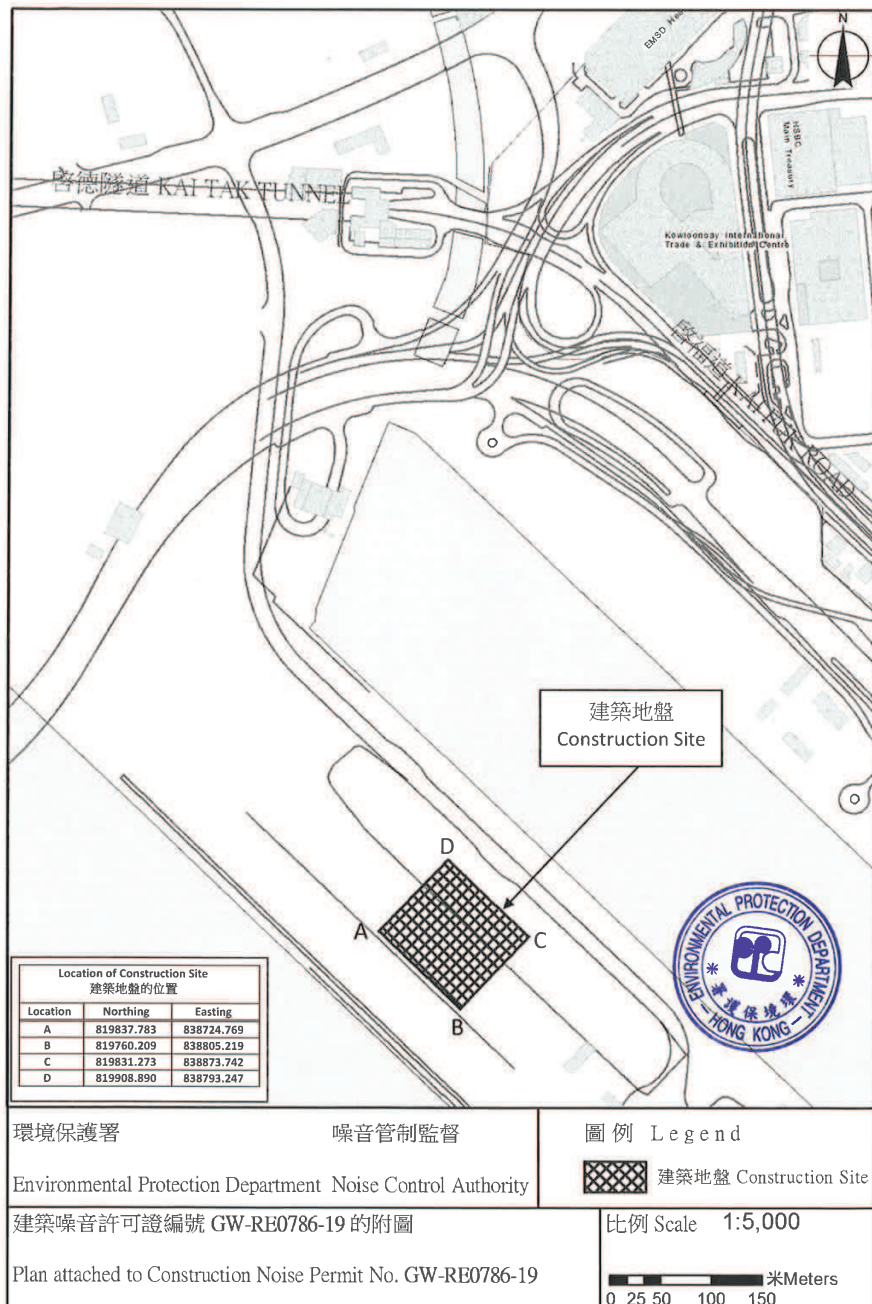 N
EMSD Hea
HSBC
Main Treasury
啓德隧道 KAI TAK TUNNEL
Kowloonbay International
Trade & Exhibition Centre
啓福道 KAI FUK ROAD
建築地盤
Construction Site
D
A
C
B
ENVIRONMENTAL PROTECTION DEPARTMENT
署護保境環
HONG KONG
Location of Construction Site
建築地盤的位置
Location Northing Easting
A 819837.783 838724.769
B 819760.209 838805.219
C 819831.273 838873.742
D 819908.890 838793.247
環境保護署 噪音管制監督
Environmental Protection Department Noise Control Authority
圖例 Legend
建築地盤 Construction Site
建築噪音許可證編號 GW-RE0786-19 的附圖
Plan attached to Construction Noise Permit No. GW-RE0786-19
比例 Scale 1:5,000
米Meters
0 25 50 100 150